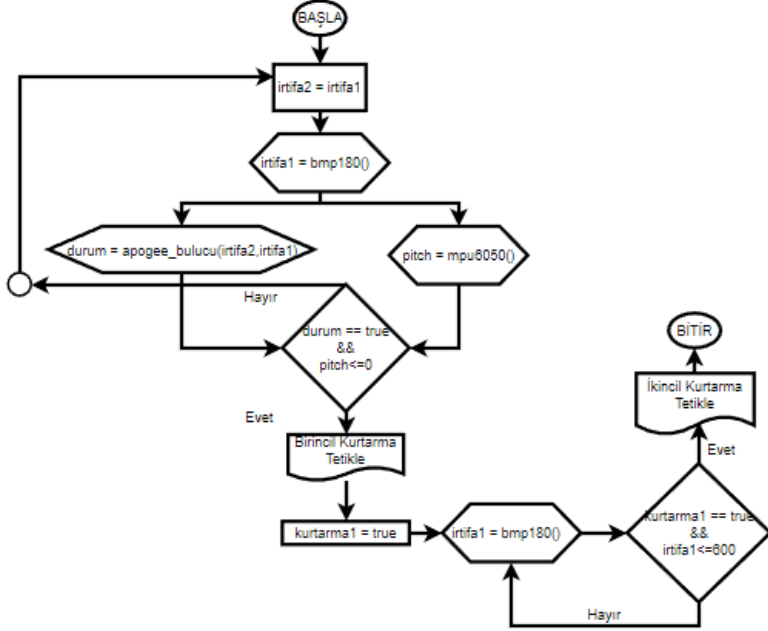 BAŞLA
irtifa2 = irtifa1
irtifa1 = bmp180()
durum = apogee_bulucu(irtifa2,irtifa1)
pitch = mpu6050()
Hayır
durum == true
&&
pitch<=0
Evet
Birincil Kurtarma
Tetikle
kurtarma1 = true
irtifa1 = bmp180()
kurtarma1 == true
&&
irtifa1<=600
Hayır
Evet
İkincil Kurtarma
Tetikle
BİTİR